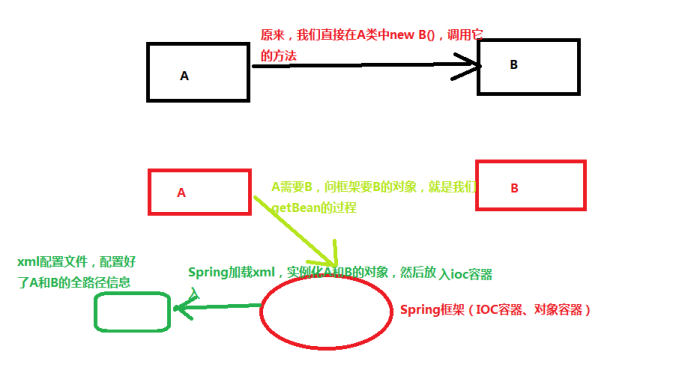 原来，我们直接在A类中new B()，调用它
的方法
A
B
A
A需要B，问框架要B的对象，就是我们
getBean的过程
B
xml配置文件，配置好
了A和B的全路径信息
Spring加载xml，实例化A和B的对象，然后放入ioc容器
入
Spring框架（IOC容器、对象容器）